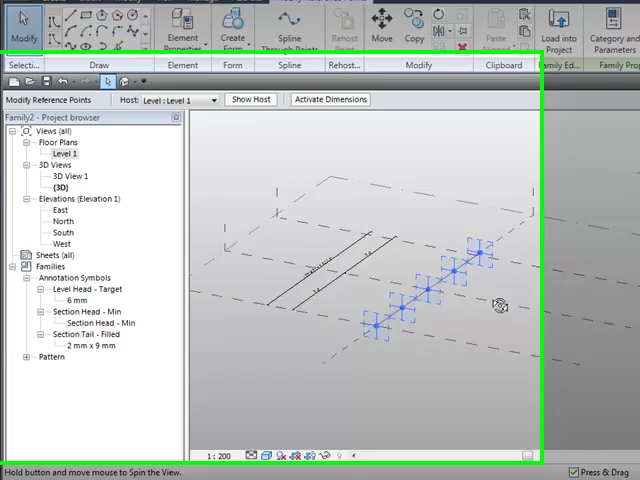 Modify
Element Properties
Create Form
Spline Through Points
Rehost Point
Move
Copy
Paste Aligned
Load into Project
Category and Parameters
Selecti...
Draw
Element
Form
Spline
Rehost...
Modify
Clipboard
Family Ed...
Family Prop
Modify Reference Points
Host: Level : Level 1
Show Host
Activate Dimensions
Family2 - Project browser
Views (all)
Floor Plans
Level 1
3D Views
3D View 1
(3D)
Elevations (Elevation 1)
East
North
South
West
Sheets (all)
Families
Annotation Symbols
Level Head - Target
6 mm
Section Head - Min
Section Head - Min
Section Tail - Filled
2 mm x 9 mm
Pattern
1 : 200
Hold button and move mouse to Spin the View.
Press & Drag